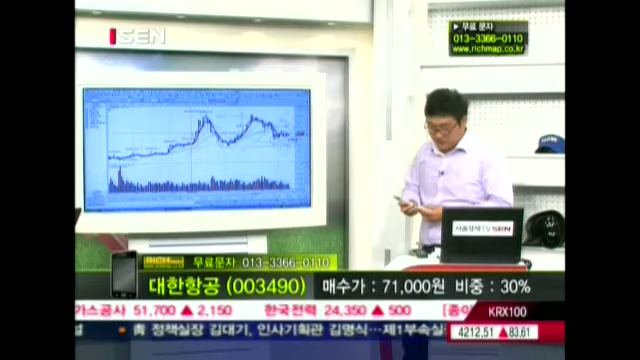 SEN
▶ 무료 문자
013-3366-0110
www.richmap.co.kr
서울경제TV SEN
RICH 무료문자 013-3366-0110
대한항공 (003490) 매수가 : 71,000원 비중 : 30%
가스공사 51,700 ▲ 2,150 한국전력 24,350 ▲ 500 [종이 KRX100
靑 정책실장 김대기, 인사기획관 김명식…제1부속실 4212.51 ▲83.61